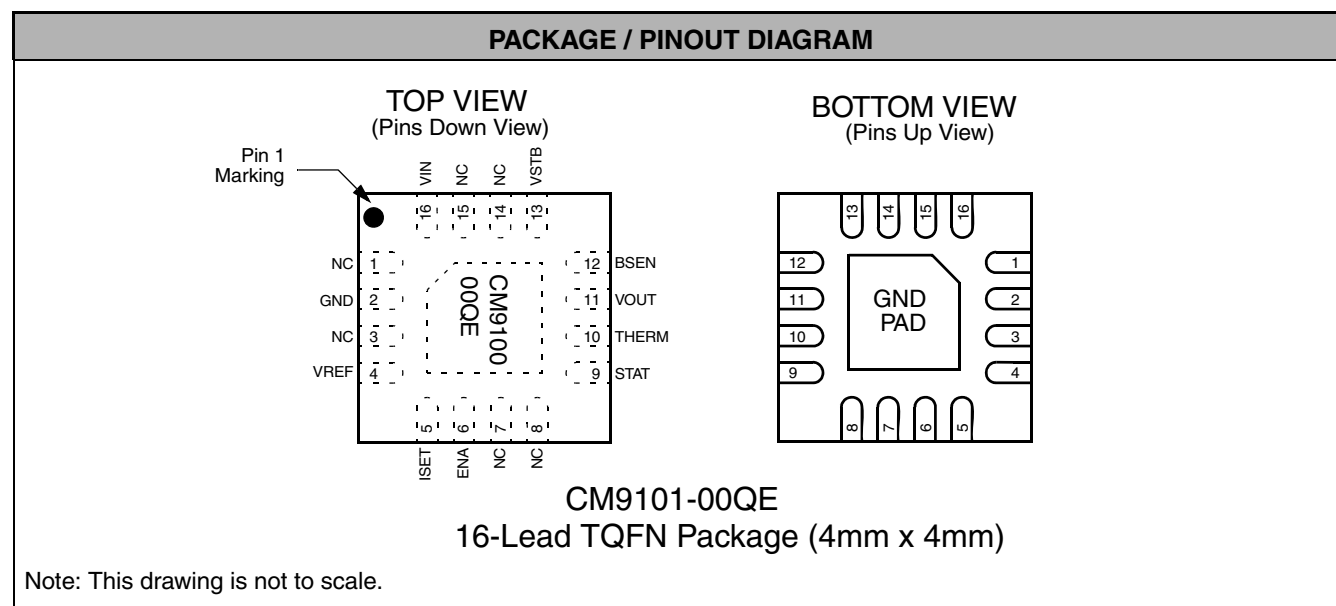 PACKAGE / PINOUT DIAGRAM
TOP VIEW
(Pins Down View)
BOTTOM VIEW
(Pins Up View)
Pin 1
Marking
VIN
NC
NC
VSTB
16
15
14
13
NC 1
GND 2
NC 3
VREF 4
12 BSEN
11 VOUT
10 THERM
9 STAT
CM9100
00QE
5
6
7
8
ISET
ENA
NC
NC
13
14
15
16
12
11
10
9
GND
PAD
1
2
3
4
8
7
6
5
CM9101-00QE
16-Lead TQFN Package (4mm x 4mm)
Note: This drawing is not to scale.